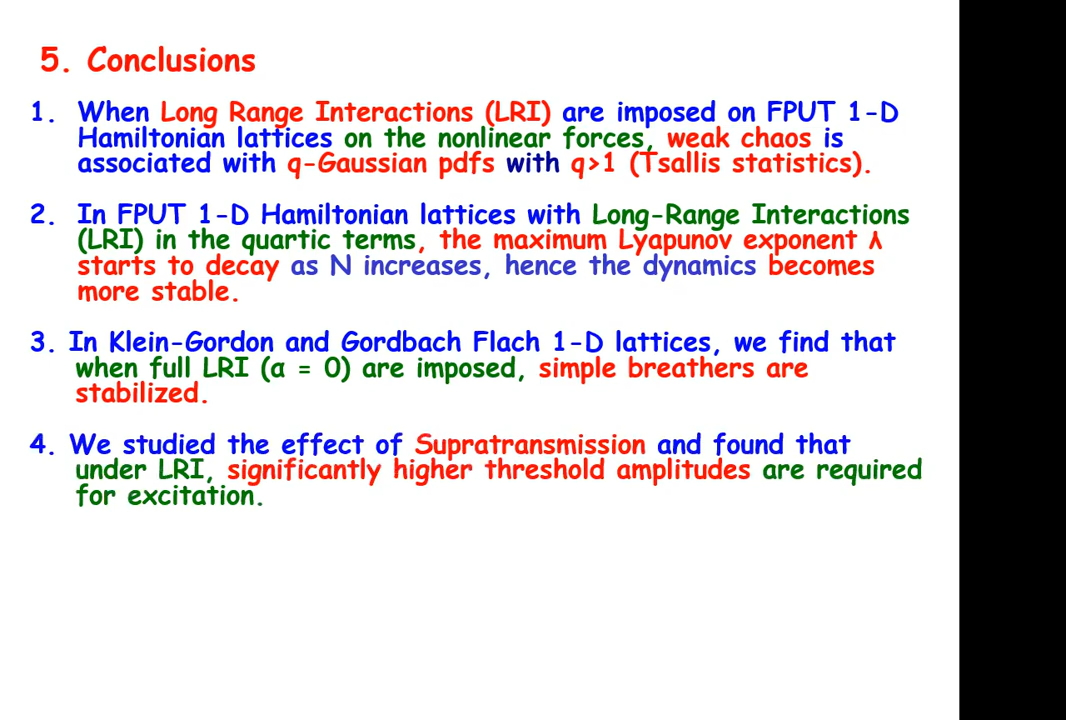 5. Conclusions
1. When Long Range Interactions (LRI) are imposed on FPUT 1-D
Hamiltonian lattices on the nonlinear forces, weak chaos is
associated with q-Gaussian pdfs with q>1 (Tsallis statistics).
2. In FPUT 1-D Hamiltonian lattices with Long-Range Interactions
(LRI) in the quartic terms, the maximum Lyapunov exponent λ
starts to decay as N increases, hence the dynamics becomes
more stable.
3. In Klein-Gordon and Gordbach Flach 1-D lattices, we find that
when full LRI (α = 0) are imposed, simple breathers are
stabilized.
4. We studied the effect of Supratransmission and found that
under LRI, significantly higher threshold amplitudes are required
for excitation.